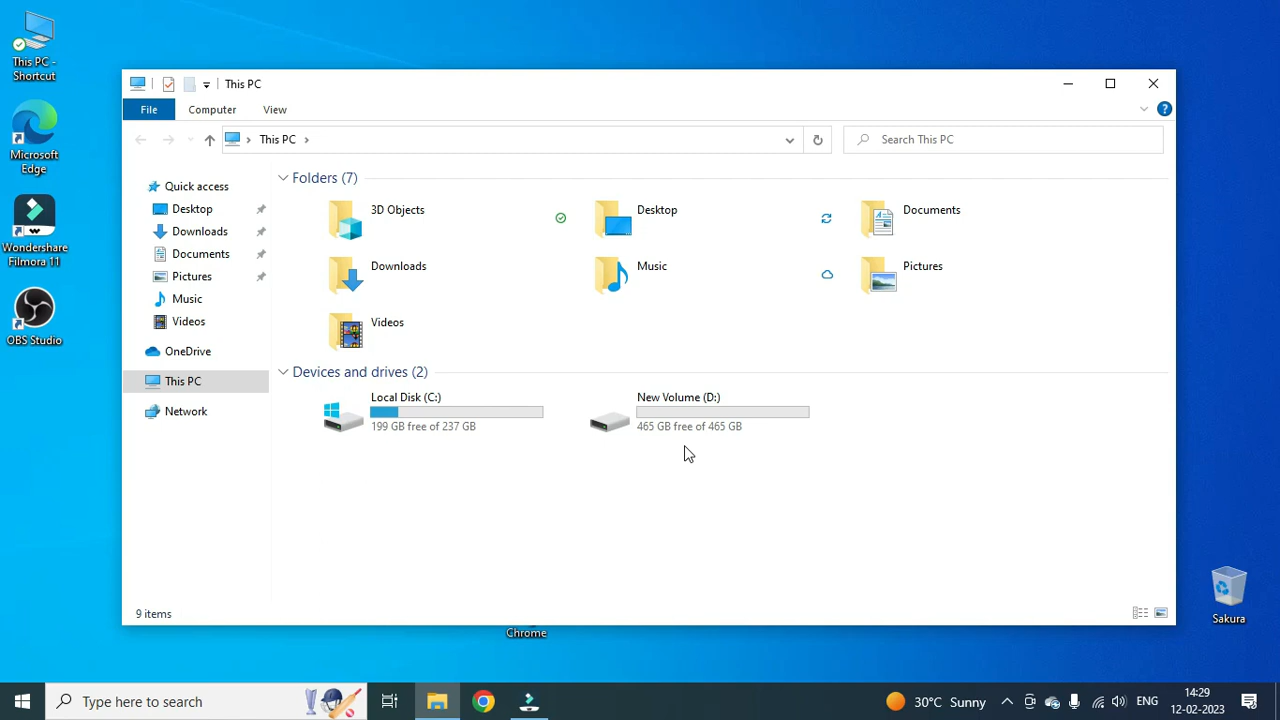 This PC -
Shortcut
Microsoft
Edge
Wondershare
Filmora 11
OBS Studio
This PC
File
Computer
View
This PC
Search This PC
Quick access
Desktop
Downloads
Documents
Pictures
Music
Videos
OneDrive
This PC
Network
Folders (7)
3D Objects
Desktop
Documents
Downloads
Music
Pictures
Videos
Devices and drives (2)
Local Disk (C:)
199 GB free of 237 GB
New Volume (D:)
465 GB free of 465 GB
9 items
Chrome
Sakura
Type here to search
30°C Sunny
ENG
14:29
12-02-2023